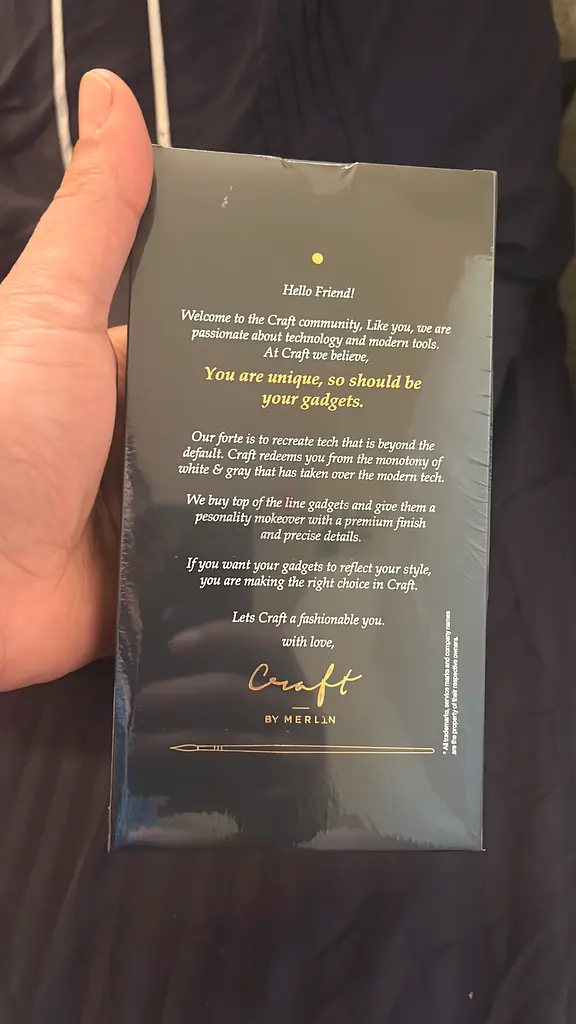 Hello Friend!
Welcome to the Craft community, Like you, we are
passionate about technology and modern tools.
At Craft we believe,
You are unique, so should be
your gadgets.
Our forte is to recreate tech that is beyond the
default. Craft redeems you from the monotony of
white & gray that has taken over the modern tech.
We buy top of the line gadgets and give them a
pesonality mokeover with a premium finish
and precise details.
If you want your gadgets to reflect your style,
you are making the right choice in Craft.
Lets Craft a fashionable you.
with love,
Craft
BY MERLIN
* All trademarks, service marks and company names
are the property of their respective owners.